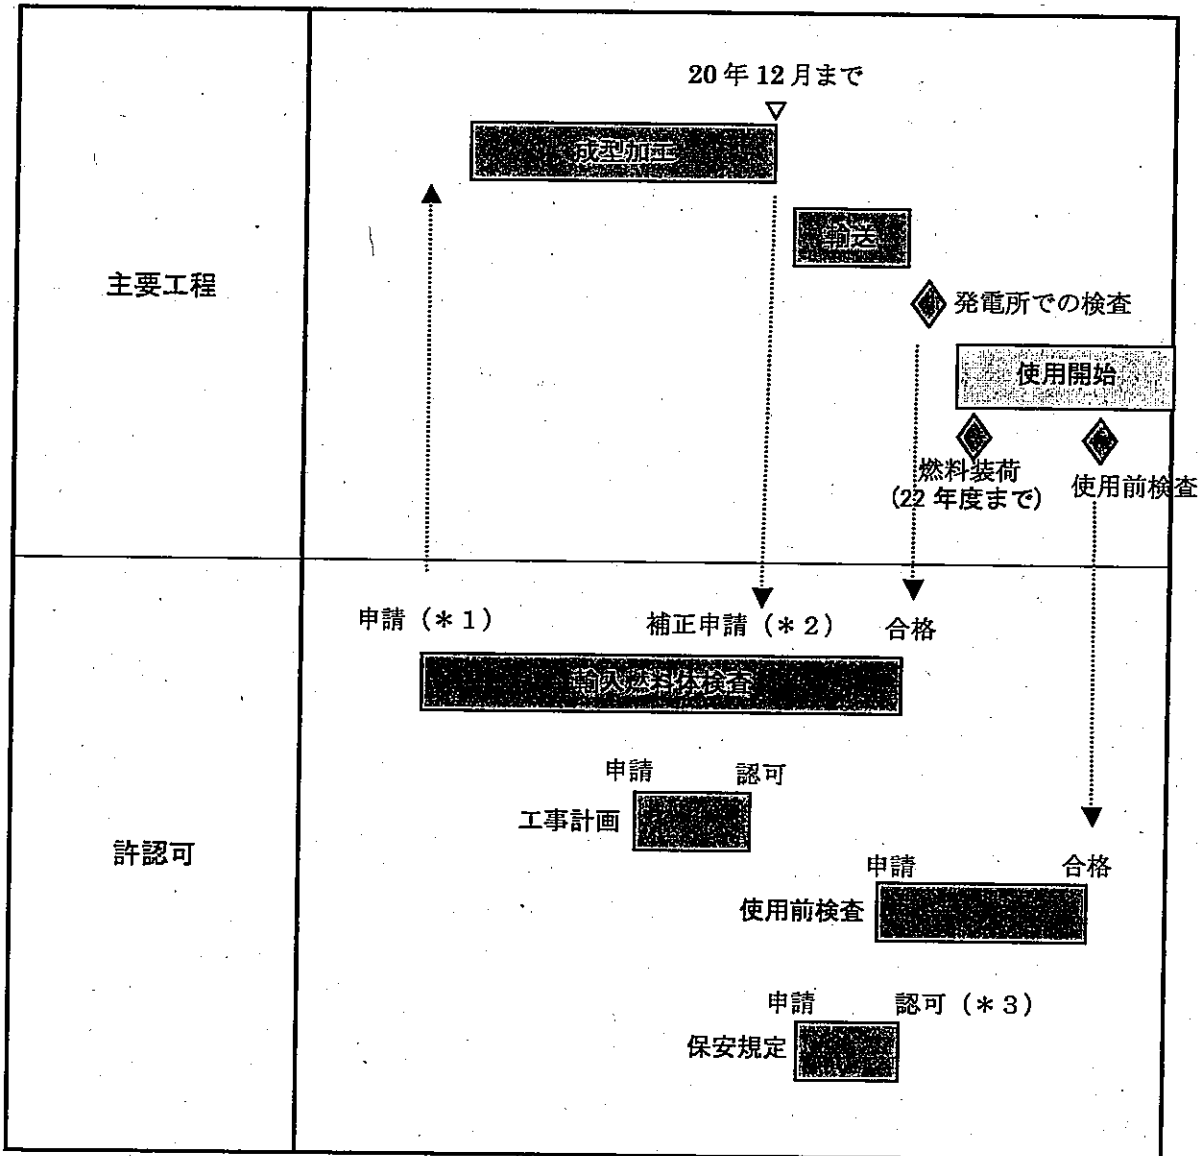 20年12月まで
成型加工
輸送
主要工程
発電所での検査
使用開始
燃料装荷
(22年度まで)
使用前検査
申請（＊1）
補正申請（＊2）
合格
輸入燃料体検査
申請
認可
工事計画
許認可
申請
合格
使用前検査
申請
認可（＊3）
保安規定